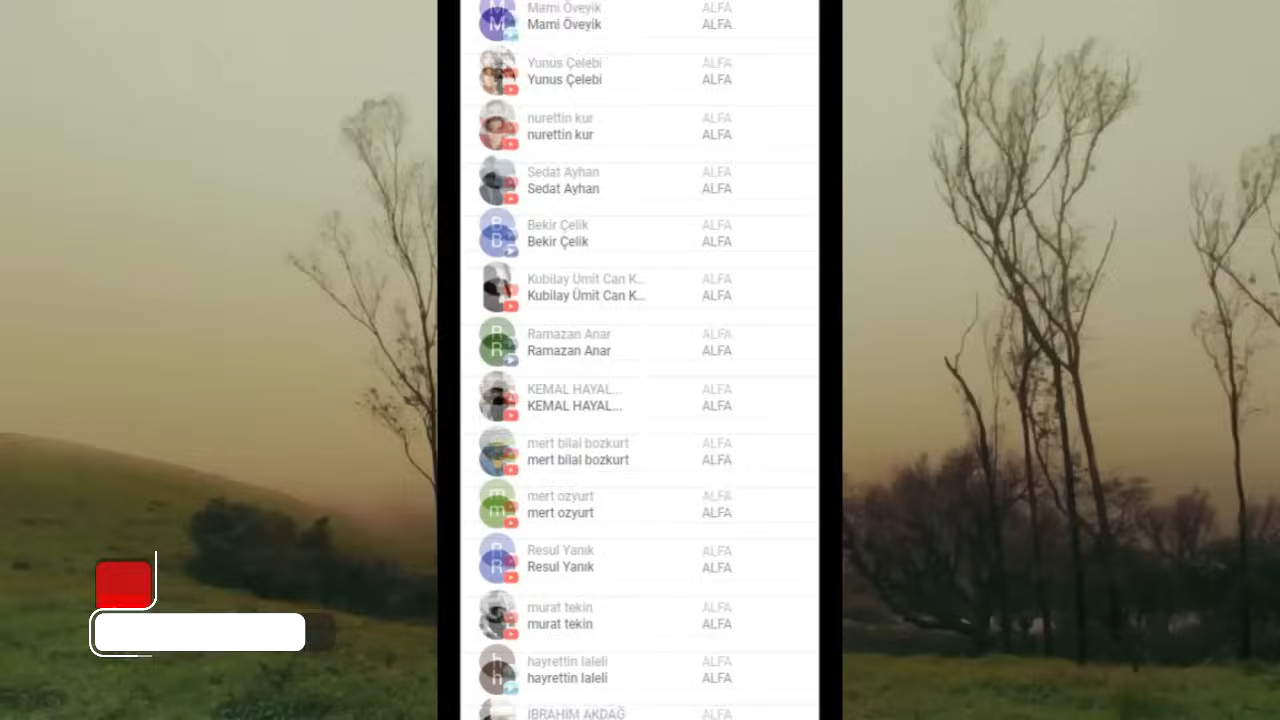 Mami Öveyik ALFA
Mami Öveyik ALFA
Yunus Çelebi ALFA
Yunus Çelebi ALFA
nurettin kur ALFA
nurettin kur ALFA
Sedat Ayhan ALFA
Sedat Ayhan ALFA
B
Bekir Çelik ALFA
B
Bekir Çelik ALFA
Kubilay Ümit Can K... ALFA
Kubilay Ümit Can K... ALFA
R
Ramazan Anar ALFA
R
Ramazan Anar ALFA
KEMAL HAYAL... ALFA
KEMAL HAYAL... ALFA
mert bilal bozkurt ALFA
mert bilal bozkurt ALFA
m
mert ozyurt ALFA
m
mert ozyurt ALFA
R
Resul Yanık ALFA
R
Resul Yanık ALFA
murat tekin ALFA
murat tekin ALFA
h
hayrettin laleli ALFA
h
hayrettin laleli ALFA
İBRAHİM AKDAĞ ALFA